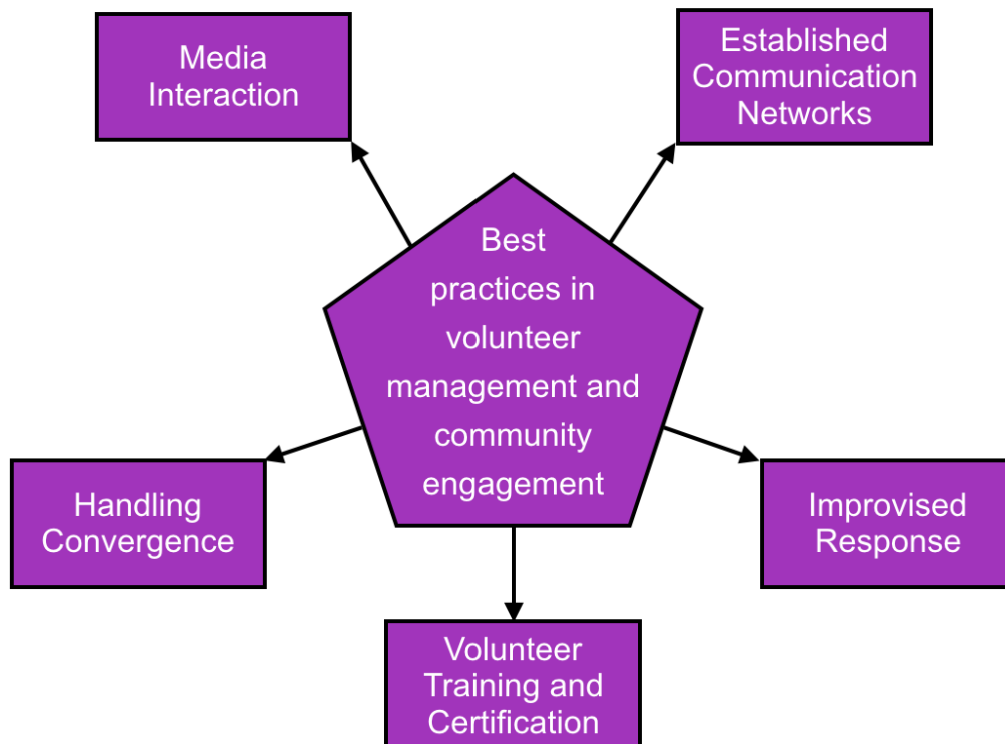 Media
Interaction
Established
Communication
Networks
Best
practices in
volunteer
management and
community
engagement
Handling
Convergence
Improvised
Response
Volunteer
Training and
Certification